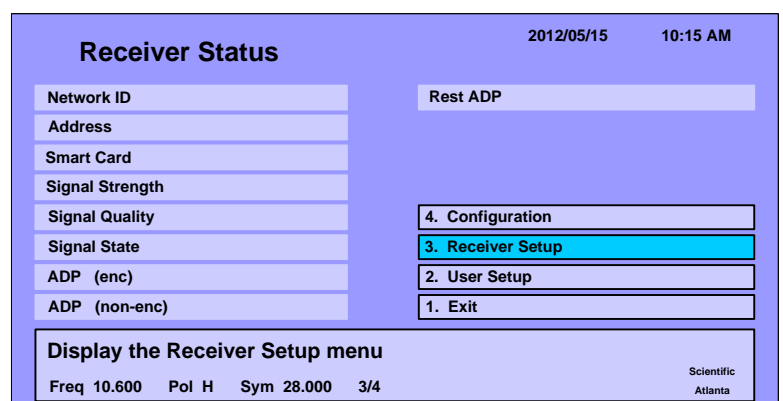 Receiver Status
2012/05/15 10:15 AM
Network ID
Address
Smart Card
Signal Strength
Signal Quality
Signal State
ADP (enc)
ADP (non-enc)
Rest ADP
4. Configuration
3. Receiver Setup
2. User Setup
1. Exit
Display the Receiver Setup menu
Freq 10.600 Pol H Sym 28.000 3/4
Scientific
Atlanta